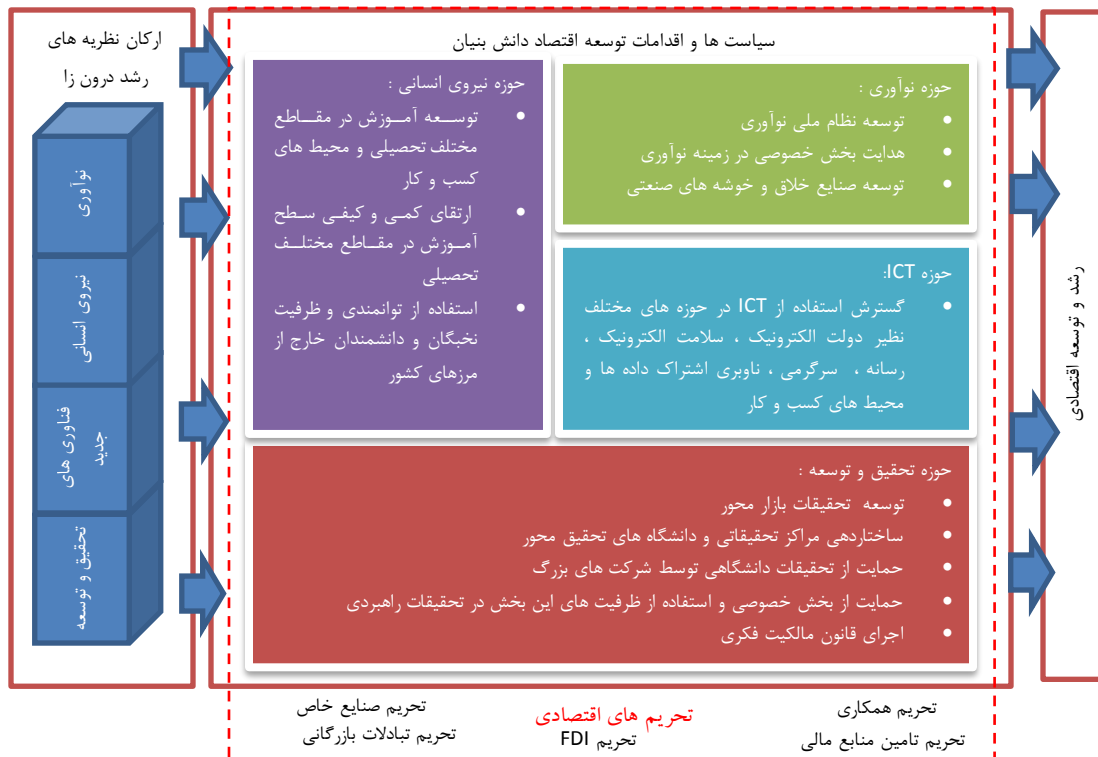 ارکان نظریه های
رشد درون زا
نوآوری
نیروی انسانی
فناوری های
جدید
تحقیق و توسعه
سیاست ها و اقدامات توسعه اقتصاد دانش بنیان
حوزه نوآوری :
• توسعه نظام ملی نوآوری
• هدایت بخش خصوصی در زمینه نوآوری
• توسعه صنایع خلاق و خوشه های صنعتی
حوزه نیروی انسانی :
• توسعه آموزش در مقاطع
مختلف تحصیلی و محیط های
کسب و کار
• ارتقای کمی و کیفی سطح
آموزش در مقاطع مختلف
تحصیلی
• استفاده از توانمندی و ظرفیت
نخبگان و دانشمندان خارج از
مرزهای کشور
حوزه ICT:
• گسترش استفاده از ICT در حوزه های مختلف
نظیر دولت الکترونیک ، سلامت الکترونیک ،
رسانه ، سرگرمی ، ناوبری اشتراک داده ها و
محیط های کسب و کار
حوزه تحقیق و توسعه :
• توسعه تحقیقات بازار محور
• ساختاردهی مراکز تحقیقاتی و دانشگاه های تحقیق محور
• حمایت از تحقیقات دانشگاهی توسط شرکت های بزرگ
• حمایت از بخش خصوصی و استفاده از ظرفیت های این بخش در تحقیقات راهبردی
• اجرای قانون مالکیت فکری
رشد و توسعه اقتصادی
تحریم همکاری
تحریم تامین منابع مالی
تحریم های اقتصادی
تحریم FDI
تحریم صنایع خاص
تحریم تبادلات بازرگانی